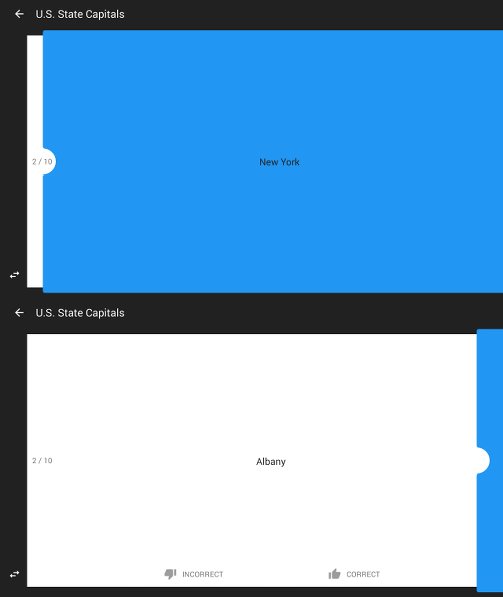 U.S. State Capitals
2 / 10
New York
U.S. State Capitals
2 / 10
Albany
INCORRECT
CORRECT